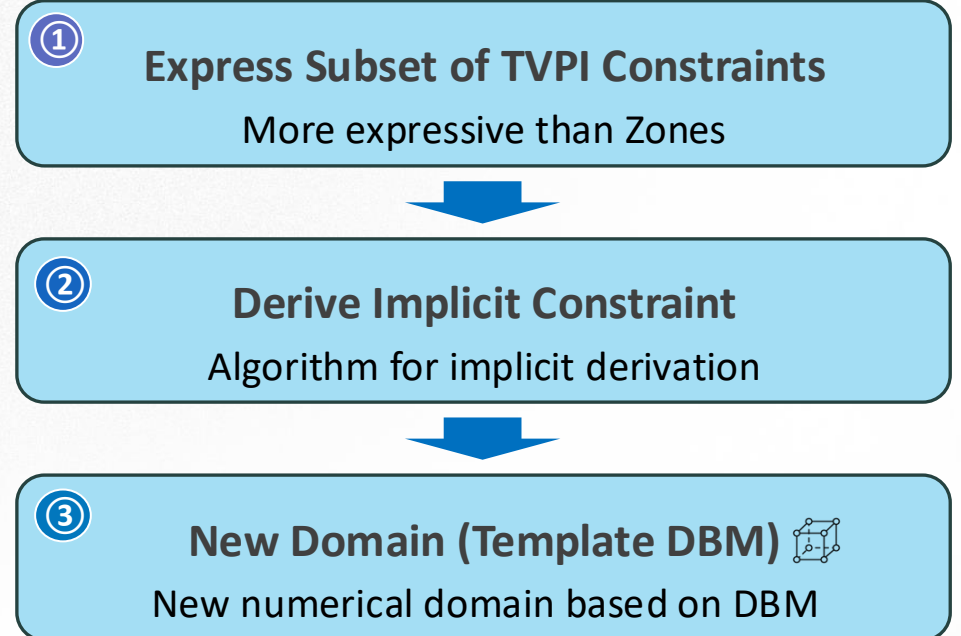 ①
Express Subset of TVPI Constraints
More expressive than Zones
②
Derive Implicit Constraint
Algorithm for implicit derivation
③
New Domain (Template DBM)
New numerical domain based on DBM